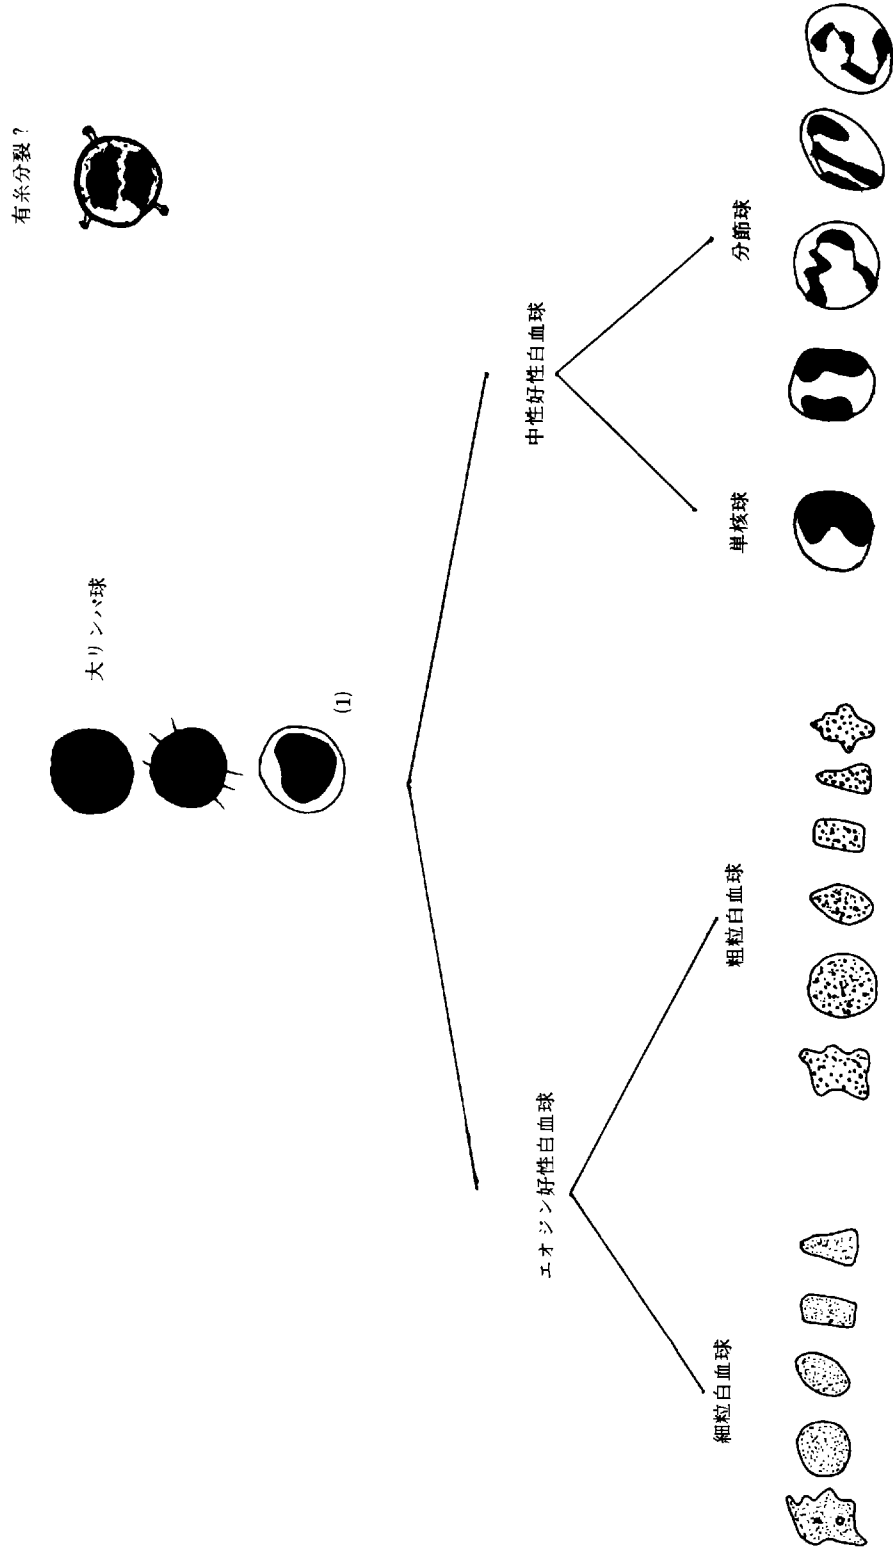 有糸分裂?
大リンパ球
(1)
エオジン好性白血球
中性好性白血球
細粒白血球
粗粒白血球
単核球
分節球